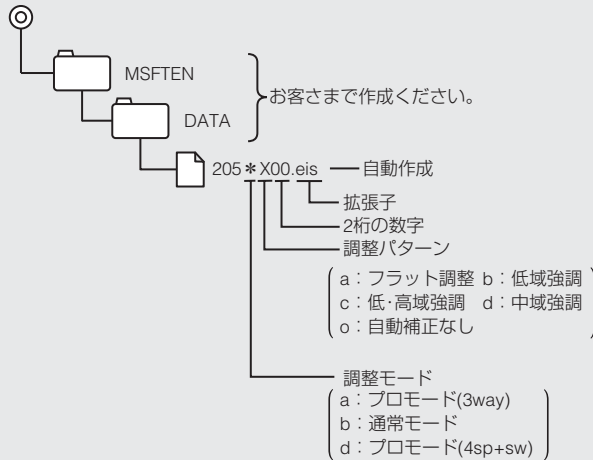 MSFTEN
お客さまで作成ください。
DATA
205*X00.eis
自動作成
拡張子
2桁の数字
調整パターン
a：フラット調整 b：低域強調
c：低・高域強調 d：中域強調
o：自動補正なし
調整モード
a：プロモード(3way)
b：通常モード
d：プロモード(4sp+sw)